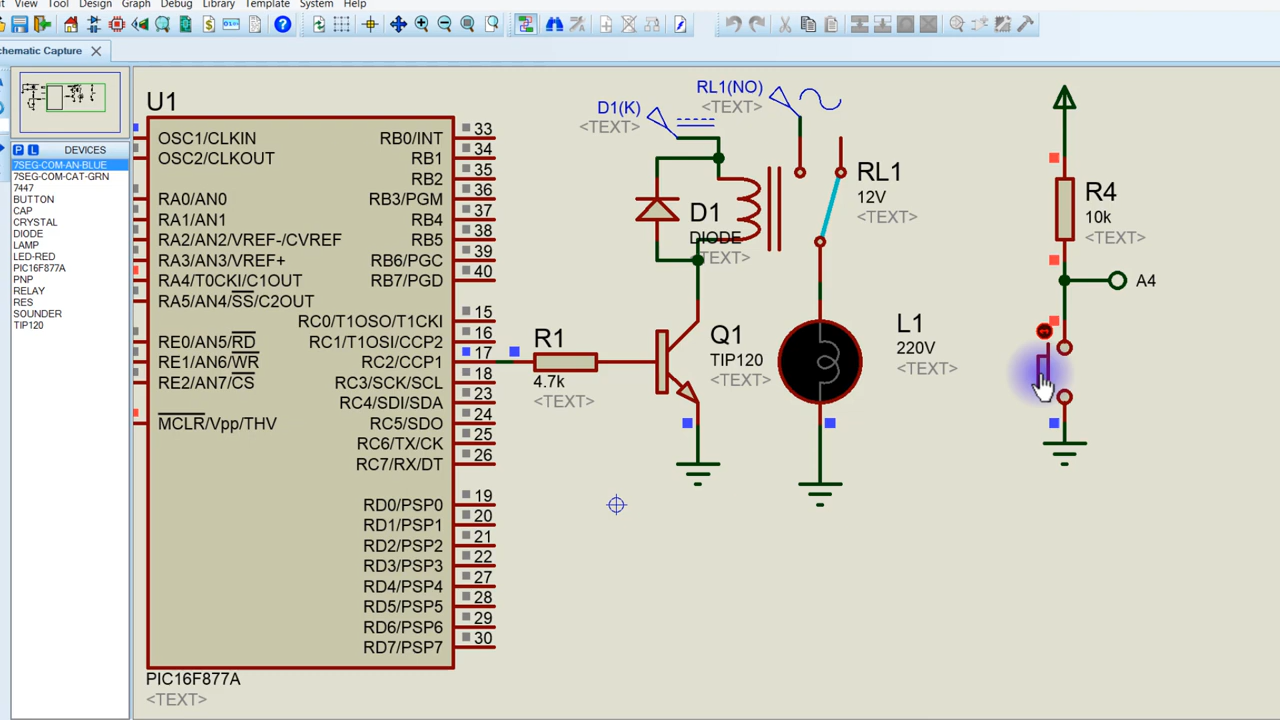 View Tool Design Graph Debug Library Template System Help
chematic Capture
P L DEVICES
7SEG-COM-AN-BLUE
7SEG-COM-CAT-GRN
7447
BUTTON
CAP
CRYSTAL
DIODE
LAMP
LED-RED
PIC16F877A
PNP
RELAY
RES
SOUNDER
TIP120
U1
OSC1/CLKIN
OSC2/CLKOUT
RA0/AN0
RA1/AN1
RA2/AN2/VREF-/CVREF
RA3/AN3/VREF+
RA4/T0CKI/C1OUT
RA5/AN4/SS/C2OUT
RE0/AN5/RD
RE1/AN6/WR
RE2/AN7/CS
MCLR/Vpp/THV
RB0/INT 33
RB1 34
RB2 35
RB3/PGM 36
RB4 37
RB5 38
RB6/PGC 39
RB7/PGD 40
RC0/T1OSO/T1CKI 15
RC1/T1OSI/CCP2 16
RC2/CCP1 17
RC3/SCK/SCL 18
RC4/SDI/SDA 23
RC5/SDO 24
RC6/TX/CK 25
RC7/RX/DT 26
RD0/PSP0 19
RD1/PSP1 20
RD2/PSP2 21
RD3/PSP3 22
RD4/PSP4 27
RD5/PSP5 28
RD6/PSP6 29
RD7/PSP7 30
PIC16F877A
<TEXT>
R1
4.7k
<TEXT>
D1(K)
<TEXT>
RL1(NO)
<TEXT>
D1
DIODE
<TEXT>
RL1
12V
<TEXT>
Q1
TIP120
<TEXT>
L1
220V
<TEXT>
R4
10k
<TEXT>
A4